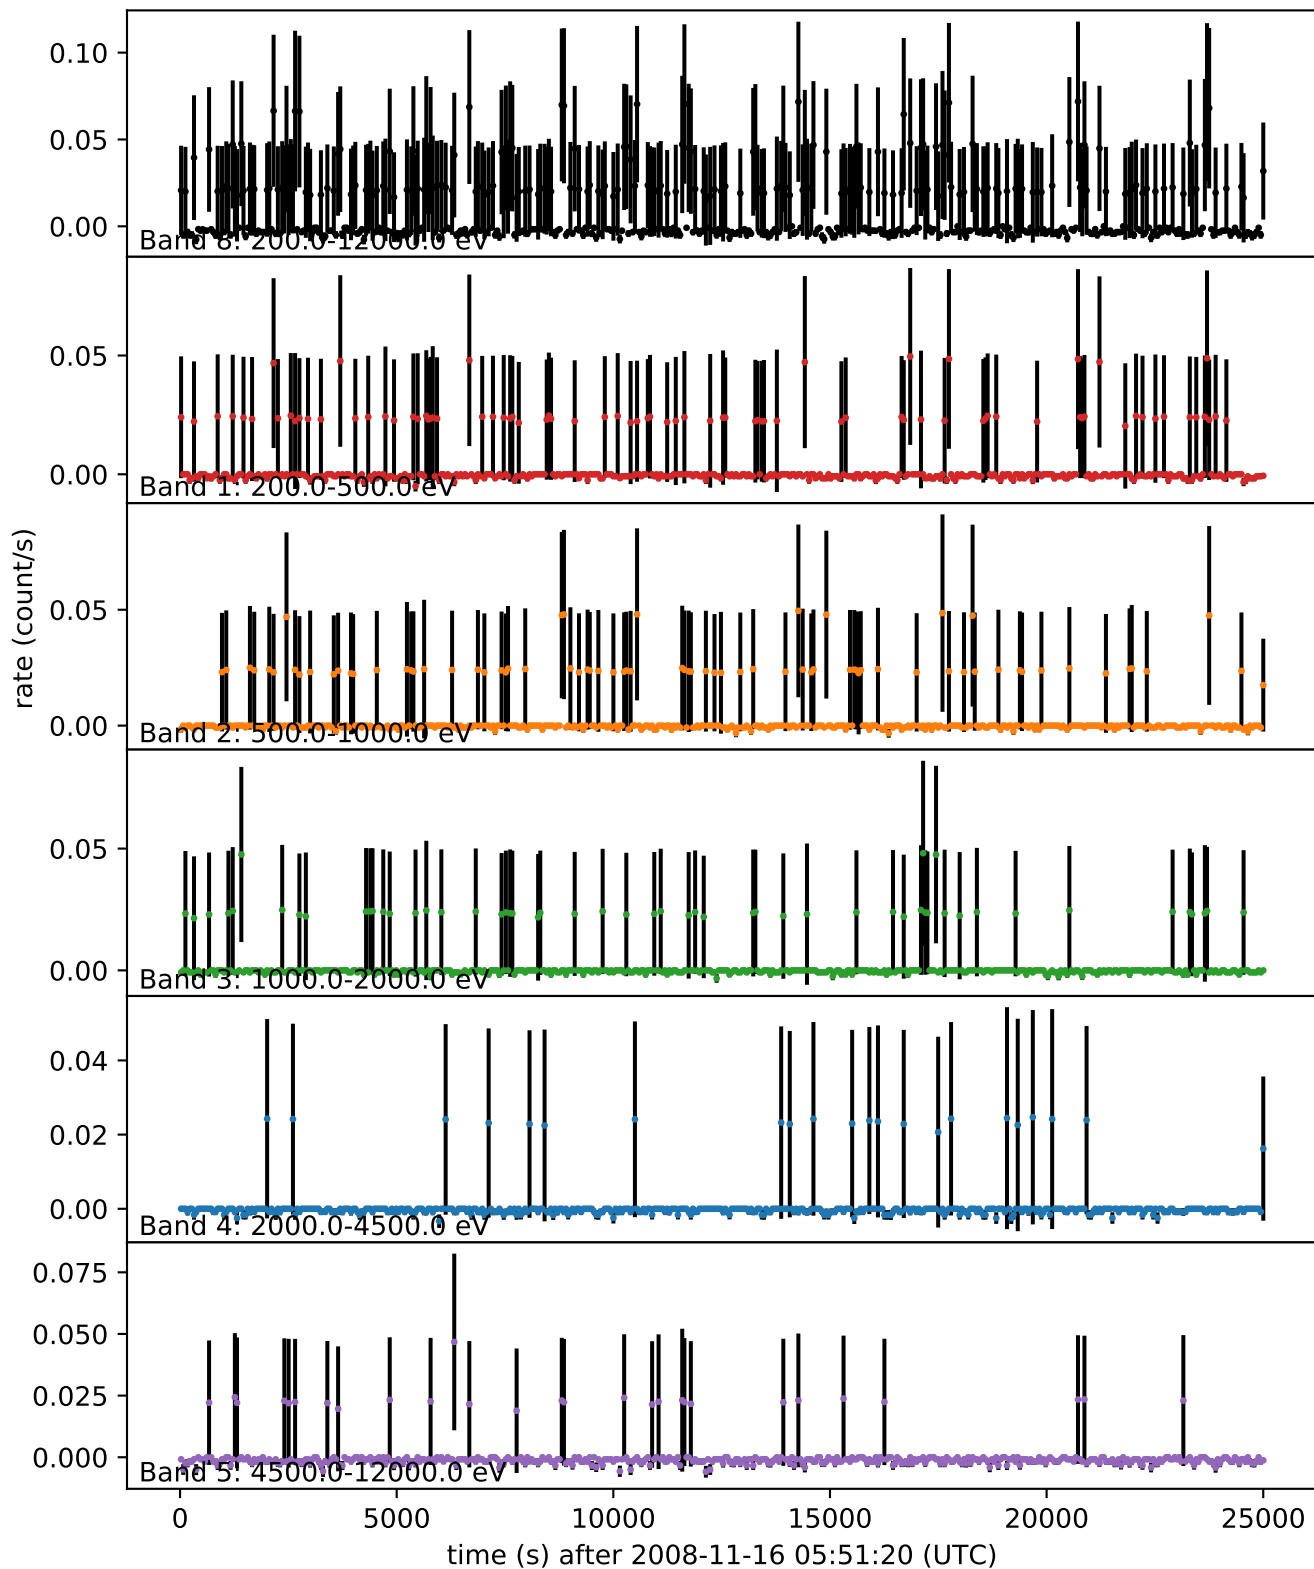 0.10
0.05
0.00
Band 8: 200.0-12000.0 eV
0.05
0.00
Band 1: 200.0-500.0 eV
rate (count/s)
0.05
0.00
Band 2: 500.0-1000.0 eV
0.05
0.00
Band 3: 1000.0-2000.0 eV
0.04
0.02
0.00
Band 4: 2000.0-4500.0 eV
0.075
0.050
0.025
0.000
Band 5: 4500.0-12000.0 eV
0 5000 10000 15000 20000 25000
time (s) after 2008-11-16 05:51:20 (UTC)